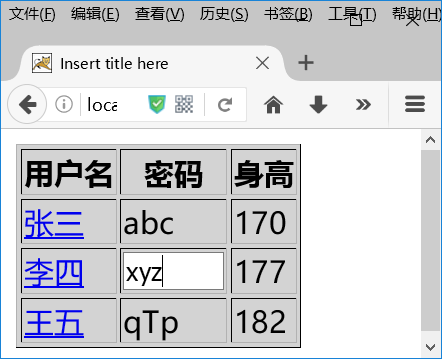 文件(F) 编辑(E) 查看(V) 历史(S) 书签(B) 工具(T) 帮助(H)
Insert title here
loca
用户名 密码 身高
张三 abc 170
李四 xyz 177
王五 qTp 182